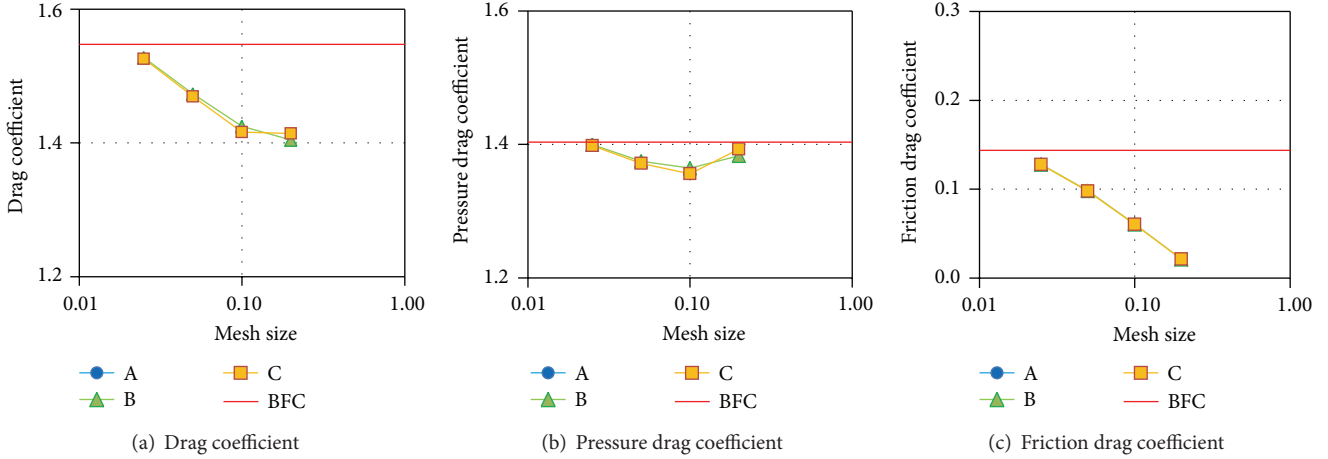 1.6
1.4
1.2
Drag coefficient
0.01
0.10
1.00
Mesh size
A
B
C
BFC
(a) Drag coefficient
1.6
1.4
1.2
Pressure drag coefficient
0.01
0.10
1.00
Mesh size
A
B
C
BFC
(b) Pressure drag coefficient
0.3
0.2
0.1
0.0
Friction drag coefficient
0.01
0.10
1.00
Mesh size
A
B
C
BFC
(c) Friction drag coefficient